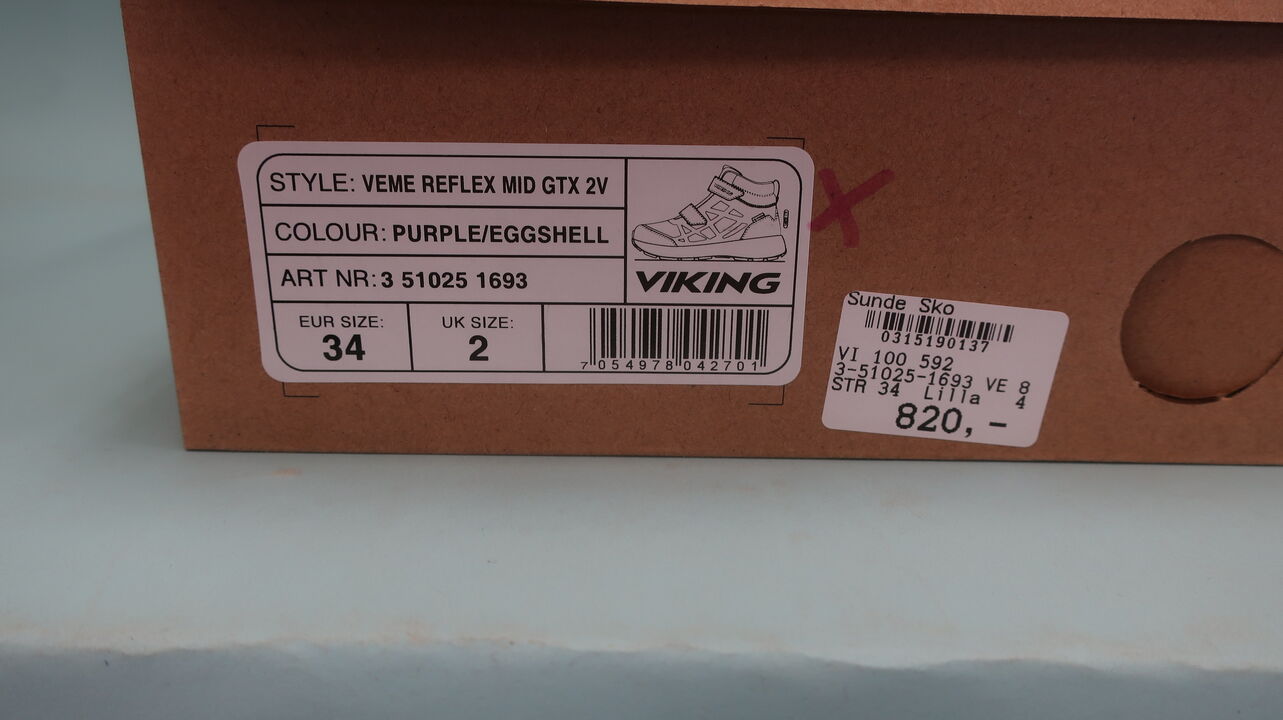 STYLE: VEME REFLEX MID GTX 2V
COLOUR: PURPLE/EGGSHELL
ART NR: 3 51025 1693
VIKING
EUR SIZE:
34
UK SIZE:
2
7 054978 042701
X
Sunde Sko
0315190137
VI 100 592
3-51025-1693 VE 8
STR 34 Lilla 4
820,-